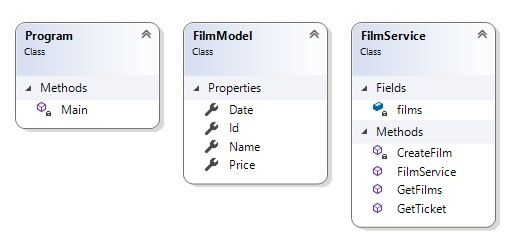 Program
Class
Methods
Main
FilmModel
Class
Properties
Date
Id
Name
Price
FilmService
Class
Fields
films
Methods
CreateFilm
FilmService
GetFilms
GetTicket